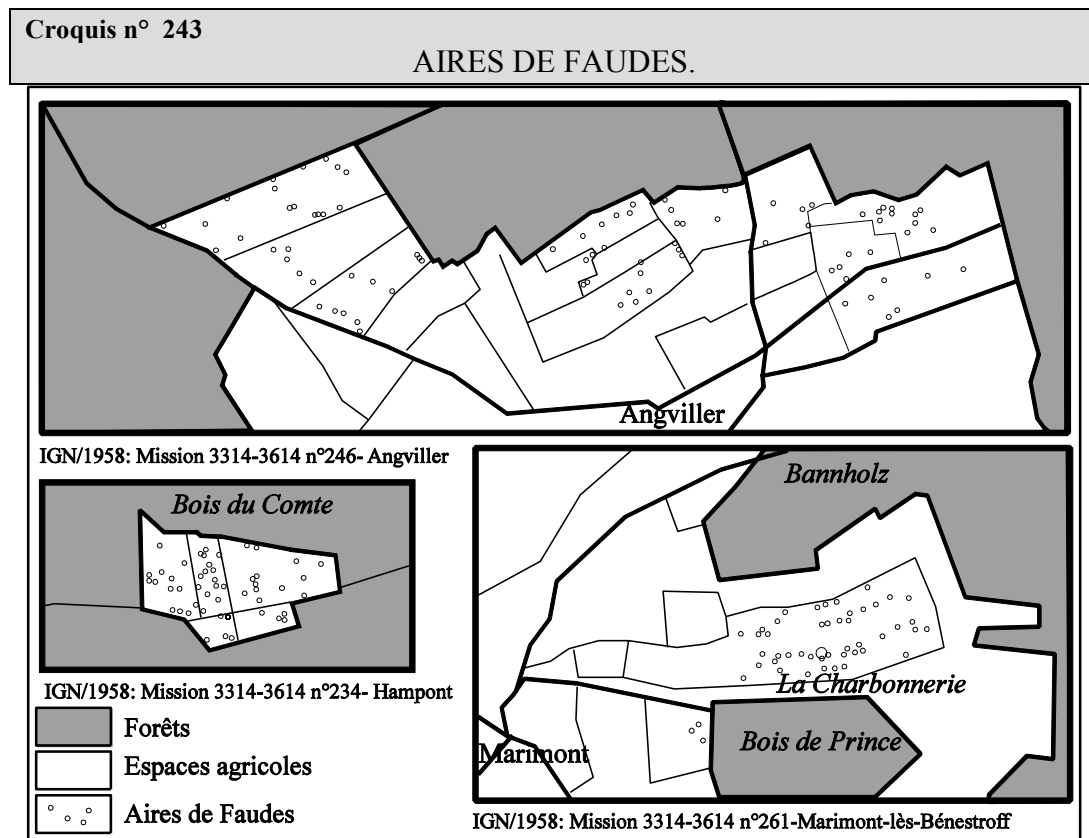 Croquis n° 243
AIRES DE FAUDES.
Angviller
IGN/1958: Mission 3314-3614 n°246- Angviller
Bois du Comte
Bannholz
La Charbonnerie
Bois de Prince
Marimont
IGN/1958: Mission 3314-3614 n°234- Hampont
Forêts
Espaces agricoles
Aires de Faudes
IGN/1958: Mission 3314-3614 n°261-Marimont-lès-Bénestroff